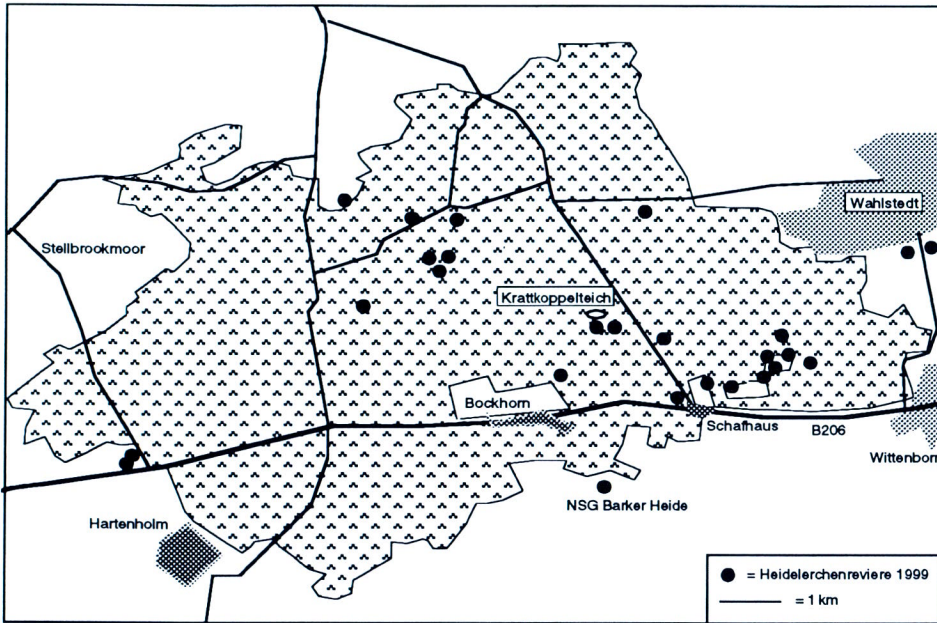 Wahlstedt
Stellbrookmoor
Krattkoppelteich
Bockhorn
Schafhaus
B206
Wittenborn
NSG Barker Heide
Hartenholm
= Heidelerchenreviere 1999
= 1 km